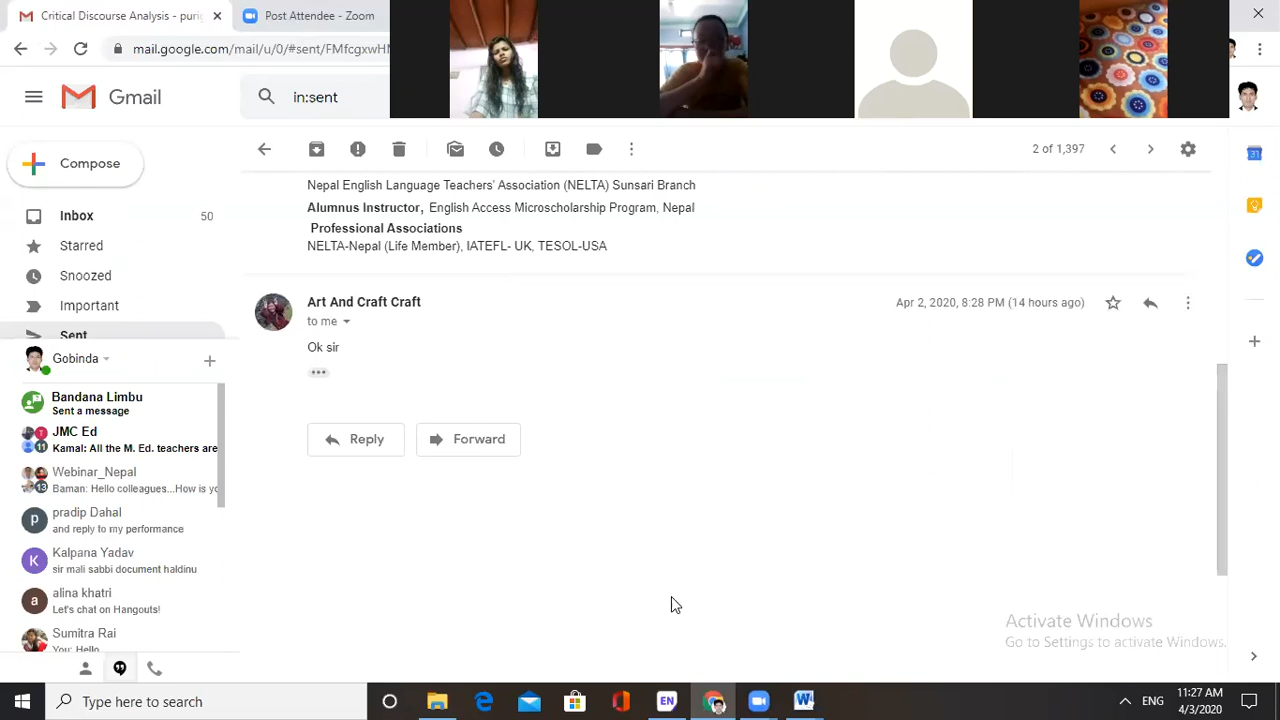 Critical Discourse Analysis - purig
Post Attendee - Zoom
mail.google.com/mail/u/0/#sent/FMfcgxwH
Gmail
in:sent
Compose
2 of 1,397
31
Nepal English Language Teachers' Association (NELTA) Sunsari Branch
Alumnus Instructor, English Access Microscholarship Program, Nepal
Professional Associations
NELTA-Nepal (Life Member), IATEFL- UK, TESOL-USA
Inbox 50
Starred
Snoozed
Important
Sent
Art And Craft Craft
Apr 2, 2020, 8:28 PM (14 hours ago)
to me
Ok sir
Reply
Forward
Gobinda
Bandana Limbu
Sent a message
JMC Ed
T
11
Kamal: All the M. Ed. teachers are
Webinar_Nepal
13
Baman: Hello colleagues...How is yo
p
pradip Dahal
and reply to my performance
K
Kalpana Yadav
sir mali sabbi document haldinu
a
alina khatri
Let's chat on Hangouts!
Sumitra Rai
You: Hello
Activate Windows
Go to Settings to activate Windows.
Type here to search
EN
W
ENG
11:27 AM
4/3/2020